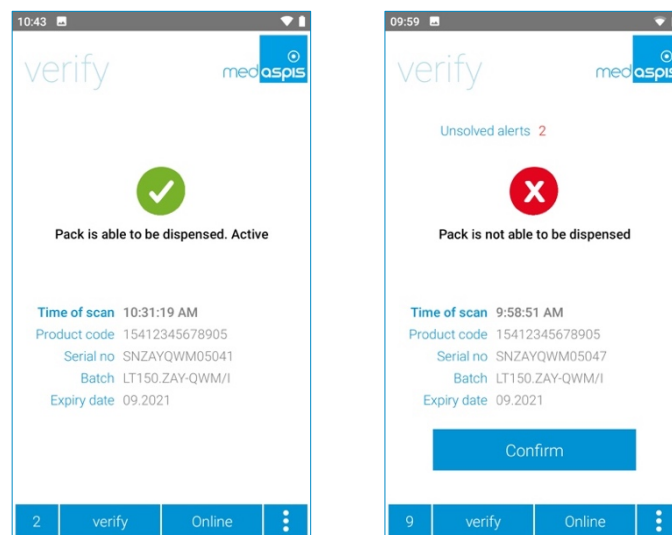 10:43
verify
medaspis
Pack is able to be dispensed. Active
Time of scan 10:31:19 AM
Product code 15412345678905
Serial no SNZAYQWM05041
Batch LT150.ZAY-QWM/I
Expiry date 09.2021
2 verify Online
09:59
verify
medaspis
Unsolved alerts 2
Pack is not able to be dispensed
Time of scan 9:58:51 AM
Product code 15412345678905
Serial no SNZAYQWM05047
Batch LT150.ZAY-QWM/I
Expiry date 09.2021
Confirm
9 verify Online